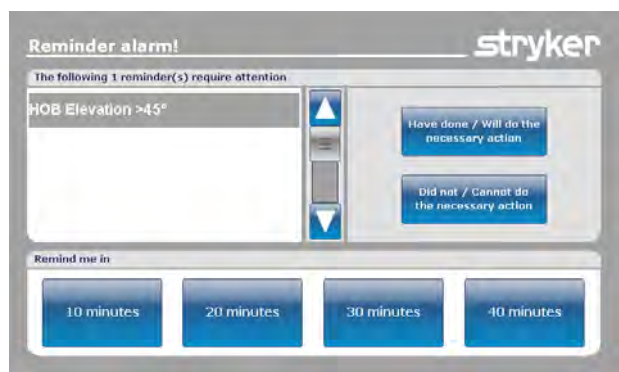 Reminder alarm!
stryker
The following 1 reminder(s) require attention
HOB Elevation >45°
Have done / Will do the
necessary action
Did not / Cannot do
the necessary action
Remind me in
10 minutes
20 minutes
30 minutes
40 minutes